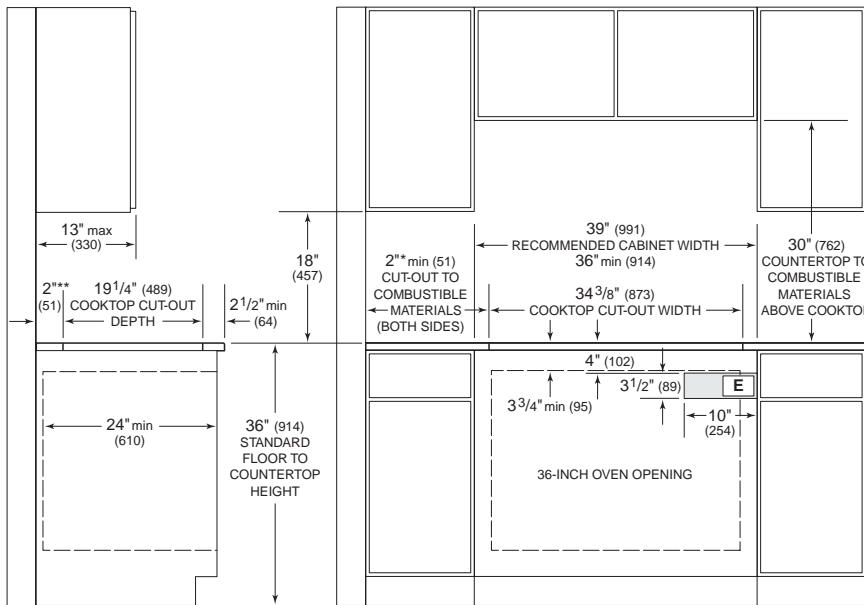 13" max
(330)
18"
(457)
39" (991)
RECOMMENDED CABINET WIDTH
36" min (914)
30" (762)
COUNTERTOP TO
COMBUSTIBLE
MATERIALS
ABOVE COOKTOP
2"**
(51)
19 1/4" (489)
COOKTOP CUT-OUT
DEPTH
2 1/2" min
(64)
2"* min (51)
CUT-OUT TO
COMBUSTIBLE
MATERIALS
(BOTH SIDES)
34 3/8" (873)
COOKTOP CUT-OUT WIDTH
4" (102)
3 1/2" (89)
E
3 3/4" min (95)
10"
(254)
24" min
(610)
36" (914)
STANDARD
FLOOR TO
COUNTERTOP
HEIGHT
36-INCH OVEN OPENING